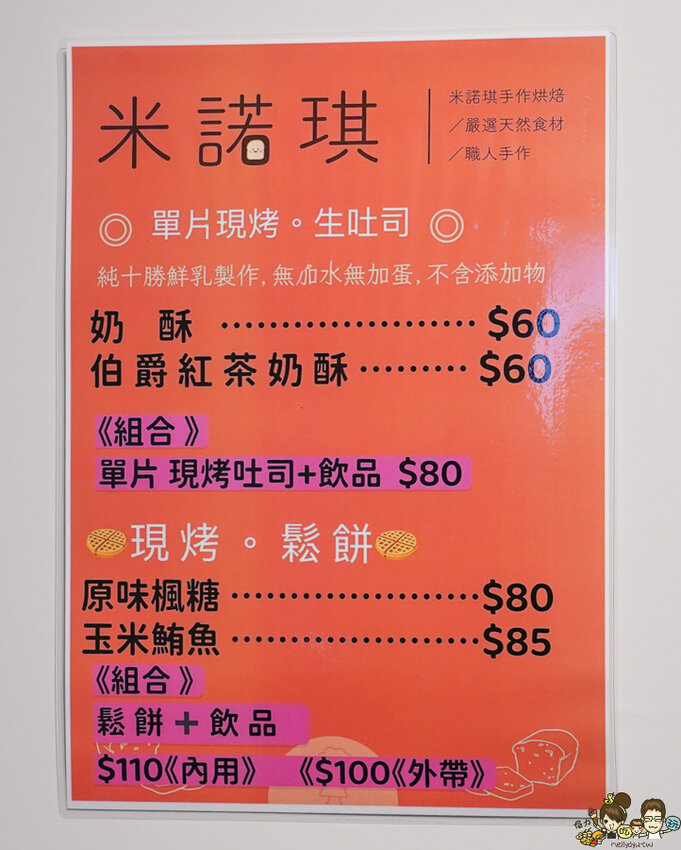 米諾琪
米諾琪手作烘焙
／嚴選天然食材
／職人手作
◎ 單片現烤。生吐司 ◎
純十勝鮮乳製作,無加水無加蛋,不含添加物
奶 酥 ⋯⋯⋯⋯⋯⋯⋯ $60
伯爵紅茶奶酥⋯⋯⋯ $60
《組合》
單片 現烤吐司+飲品 $80
現烤。鬆餅
原味楓糖⋯⋯⋯⋯⋯⋯⋯$80
玉米鮪魚⋯⋯⋯⋯⋯⋯⋯$85
《組合》
鬆餅+飲品
$110《內用》 《$100《外帶》
吃
玩
nellydyu.tw